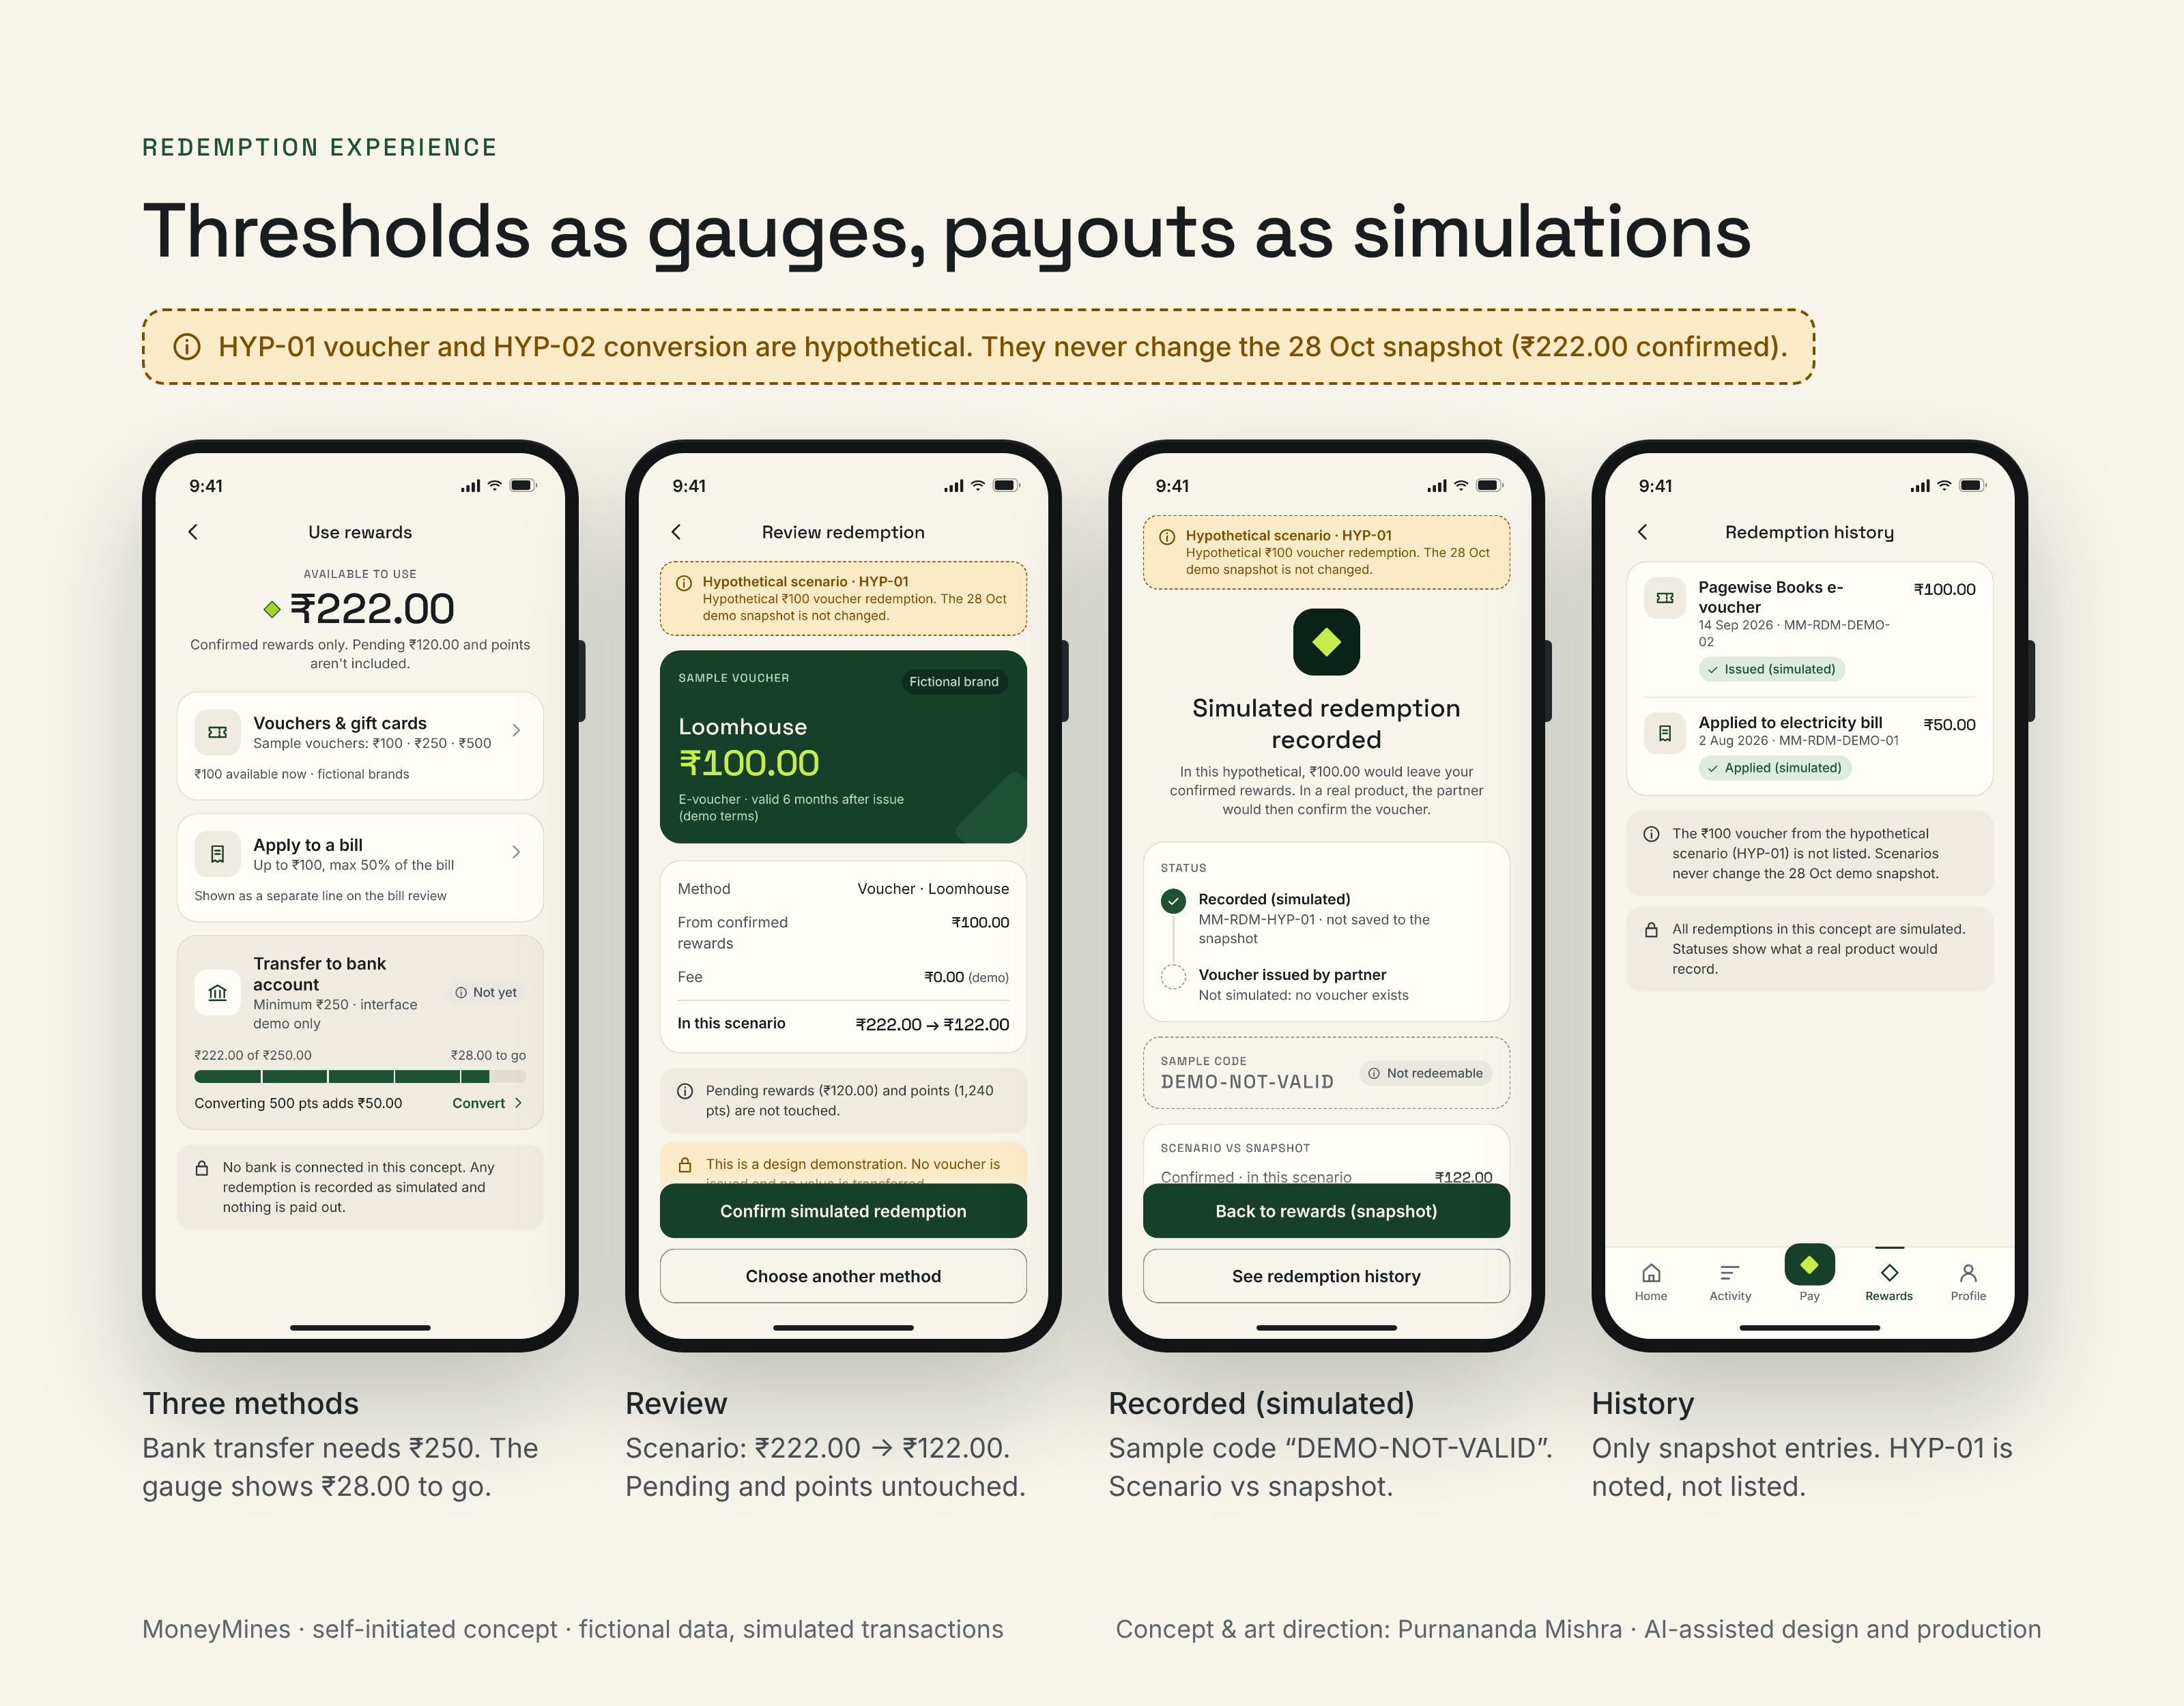 REDEMPTION EXPERIENCE
Thresholds as gauges, payouts as simulations
HYP-01 voucher and HYP-02 conversion are hypothetical. They never change the 28 Oct snapshot (₹222.00 confirmed).
9:41
Use rewards
AVAILABLE TO USE
₹222.00
Confirmed rewards only. Pending ₹120.00 and points
aren't included.
Vouchers & gift cards
Sample vouchers: ₹100 · ₹250 · ₹500
₹100 available now · fictional brands
Apply to a bill
Up to ₹100, max 50% of the bill
Shown as a separate line on the bill review
Transfer to bank
account
Minimum ₹250 · interface
demo only
Not yet
₹222.00 of ₹250.00
₹28.00 to go
Converting 500 pts adds ₹50.00
Convert
No bank is connected in this concept. Any
redemption is recorded as simulated and
nothing is paid out.
9:41
Review redemption
Hypothetical scenario · HYP-01
Hypothetical ₹100 voucher redemption. The 28 Oct
demo snapshot is not changed.
SAMPLE VOUCHER
Fictional brand
Loomhouse
₹100.00
E-voucher · valid 6 months after issue
(demo terms)
Method
Voucher · Loomhouse
From confirmed
rewards
₹100.00
Fee
₹0.00 (demo)
In this scenario
₹222.00 → ₹122.00
Pending rewards (₹120.00) and points (1,240
pts) are not touched.
This is a design demonstration. No voucher is
issued and no value is transferred.
Confirm simulated redemption
Choose another method
9:41
Hypothetical scenario · HYP-01
Hypothetical ₹100 voucher redemption. The 28 Oct
demo snapshot is not changed.
Simulated redemption
recorded
In this hypothetical, ₹100.00 would leave your
confirmed rewards. In a real product, the partner
would then confirm the voucher.
STATUS
Recorded (simulated)
MM-RDM-HYP-01 · not saved to the
snapshot
Voucher issued by partner
Not simulated: no voucher exists
SAMPLE CODE
DEMO-NOT-VALID
Not redeemable
SCENARIO VS SNAPSHOT
Confirmed · in this scenario
₹122.00
Back to rewards (snapshot)
See redemption history
9:41
Redemption history
Pagewise Books e-
voucher
₹100.00
14 Sep 2026 · MM-RDM-DEMO-
02
Issued (simulated)
Applied to electricity bill
₹50.00
2 Aug 2026 · MM-RDM-DEMO-01
Applied (simulated)
The ₹100 voucher from the hypothetical
scenario (HYP-01) is not listed. Scenarios
never change the 28 Oct demo snapshot.
All redemptions in this concept are simulated.
Statuses show what a real product would
record.
Home
Activity
Pay
Rewards
Profile
Three methods
Bank transfer needs ₹250. The
gauge shows ₹28.00 to go.
Review
Scenario: ₹222.00 → ₹122.00.
Pending and points untouched.
Recorded (simulated)
Sample code “DEMO-NOT-VALID”.
Scenario vs snapshot.
History
Only snapshot entries. HYP-01 is
noted, not listed.
MoneyMines · self-initiated concept · fictional data, simulated transactions
Concept & art direction: Purnananda Mishra · AI-assisted design and production